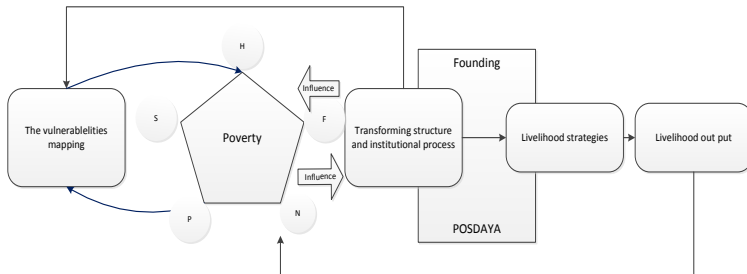 H
Founding
Influence
The vulnerablelities
mapping
S
Poverty
F
Transforming structure
and institutional process
Livelihood strategies
Livelihood out put
Influence
P
N
POSDAYA